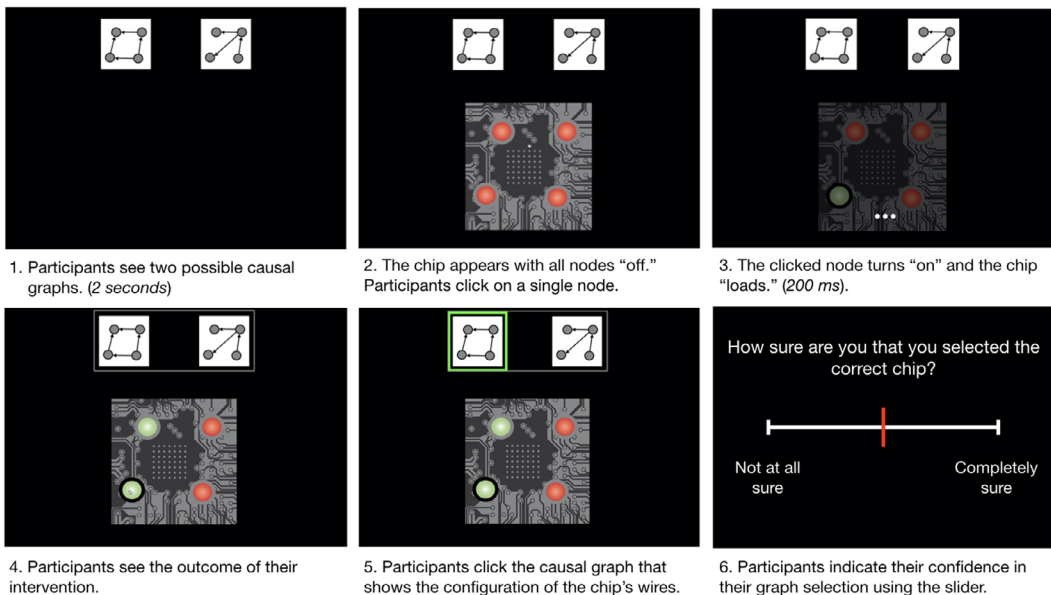 1. Participants see two possible causal
graphs. (2 seconds)
2. The chip appears with all nodes “off.”
Participants click on a single node.
3. The clicked node turns “on” and the chip
“loads.” (200 ms).
4. Participants see the outcome of their
intervention.
5. Participants click the causal graph that
shows the configuration of the chip’s wires.
How sure are you that you selected the
correct chip?
Not at all
sure
Completely
sure
6. Participants indicate their confidence in
their graph selection using the slider.